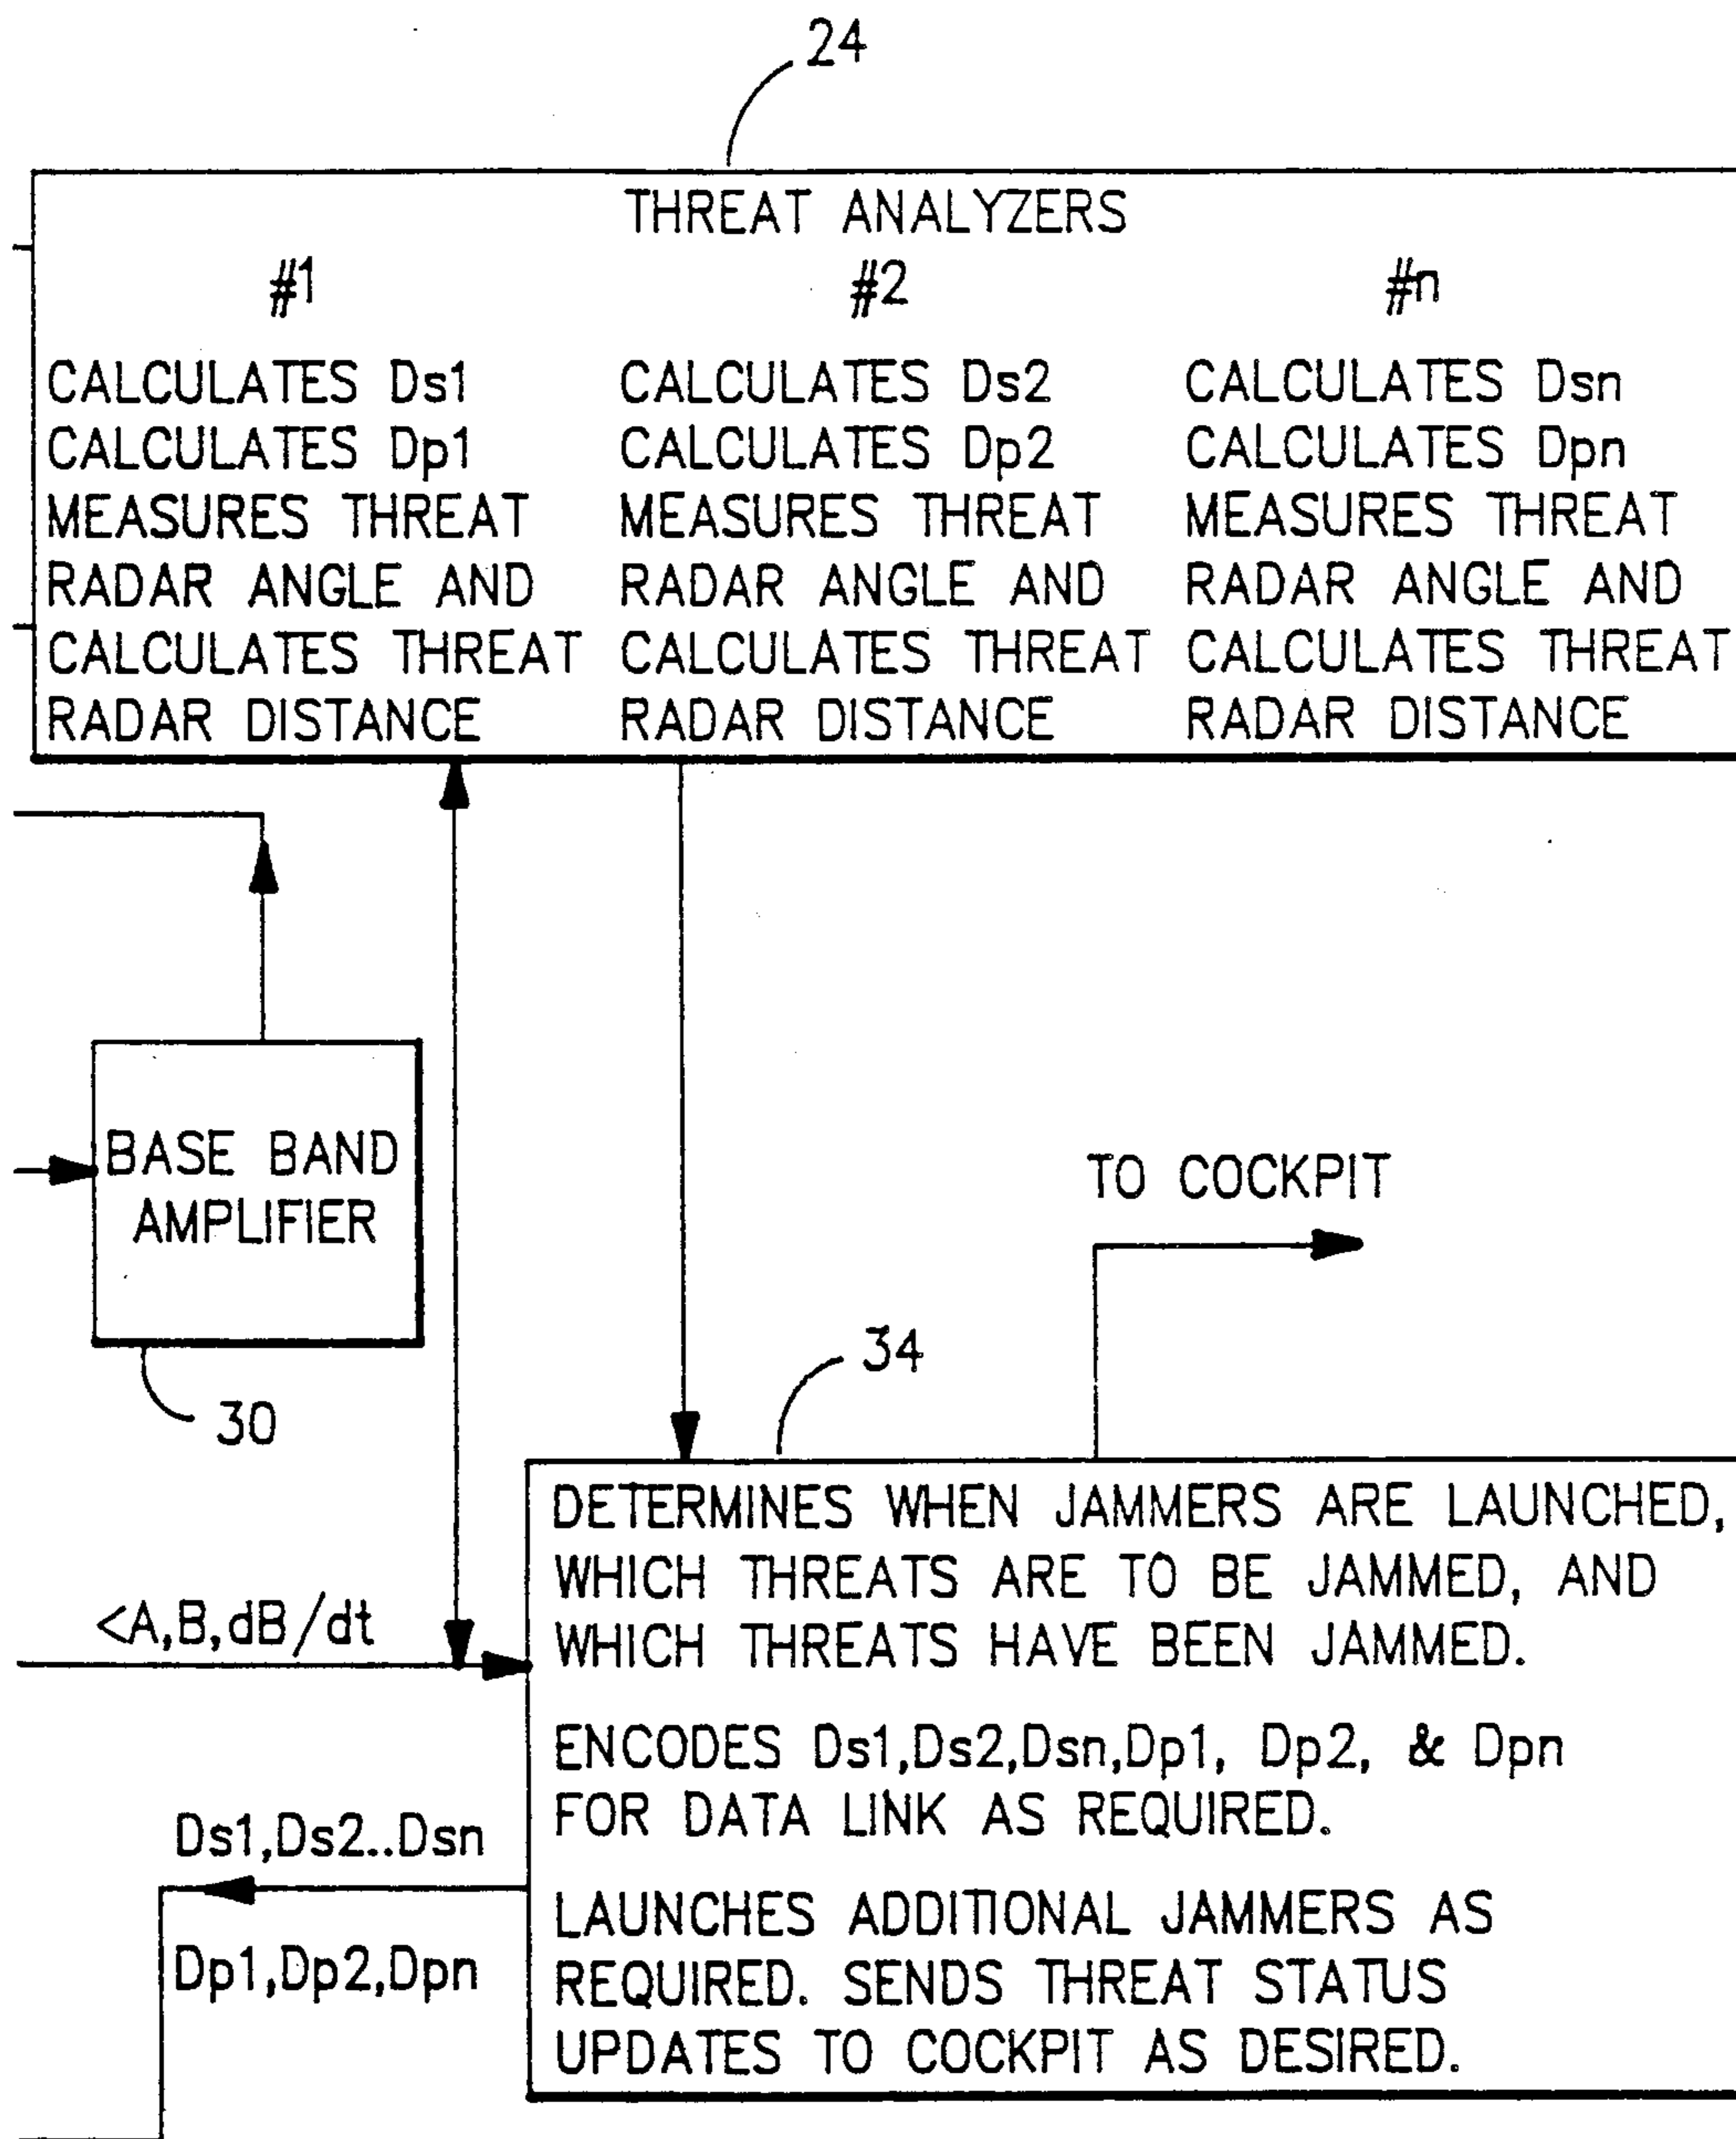 24
THREAT ANALYZERS
#1 #2 #n
CALCULATES Ds1 CALCULATES Ds2 CALCULATES Dsn
CALCULATES Dp1 CALCULATES Dp2 CALCULATES Dpn
MEASURES THREAT MEASURES THREAT MEASURES THREAT
RADAR ANGLE AND RADAR ANGLE AND RADAR ANGLE AND
CALCULATES THREAT CALCULATES THREAT CALCULATES THREAT
RADAR DISTANCE RADAR DISTANCE RADAR DISTANCE
BASE BAND
AMPLIFIER
30
TO COCKPIT
34
<A,B,dB/dt
DETERMINES WHEN JAMMERS ARE LAUNCHED,
WHICH THREATS ARE TO BE JAMMED, AND
WHICH THREATS HAVE BEEN JAMMED.
ENCODES Ds1,Ds2,Dsn,Dp1, Dp2, & Dpn
FOR DATA LINK AS REQUIRED.
LAUNCHES ADDITIONAL JAMMERS AS
REQUIRED. SENDS THREAT STATUS
UPDATES TO COCKPIT AS DESIRED.
Ds1,Ds2..Dsn
Dp1,Dp2,Dpn